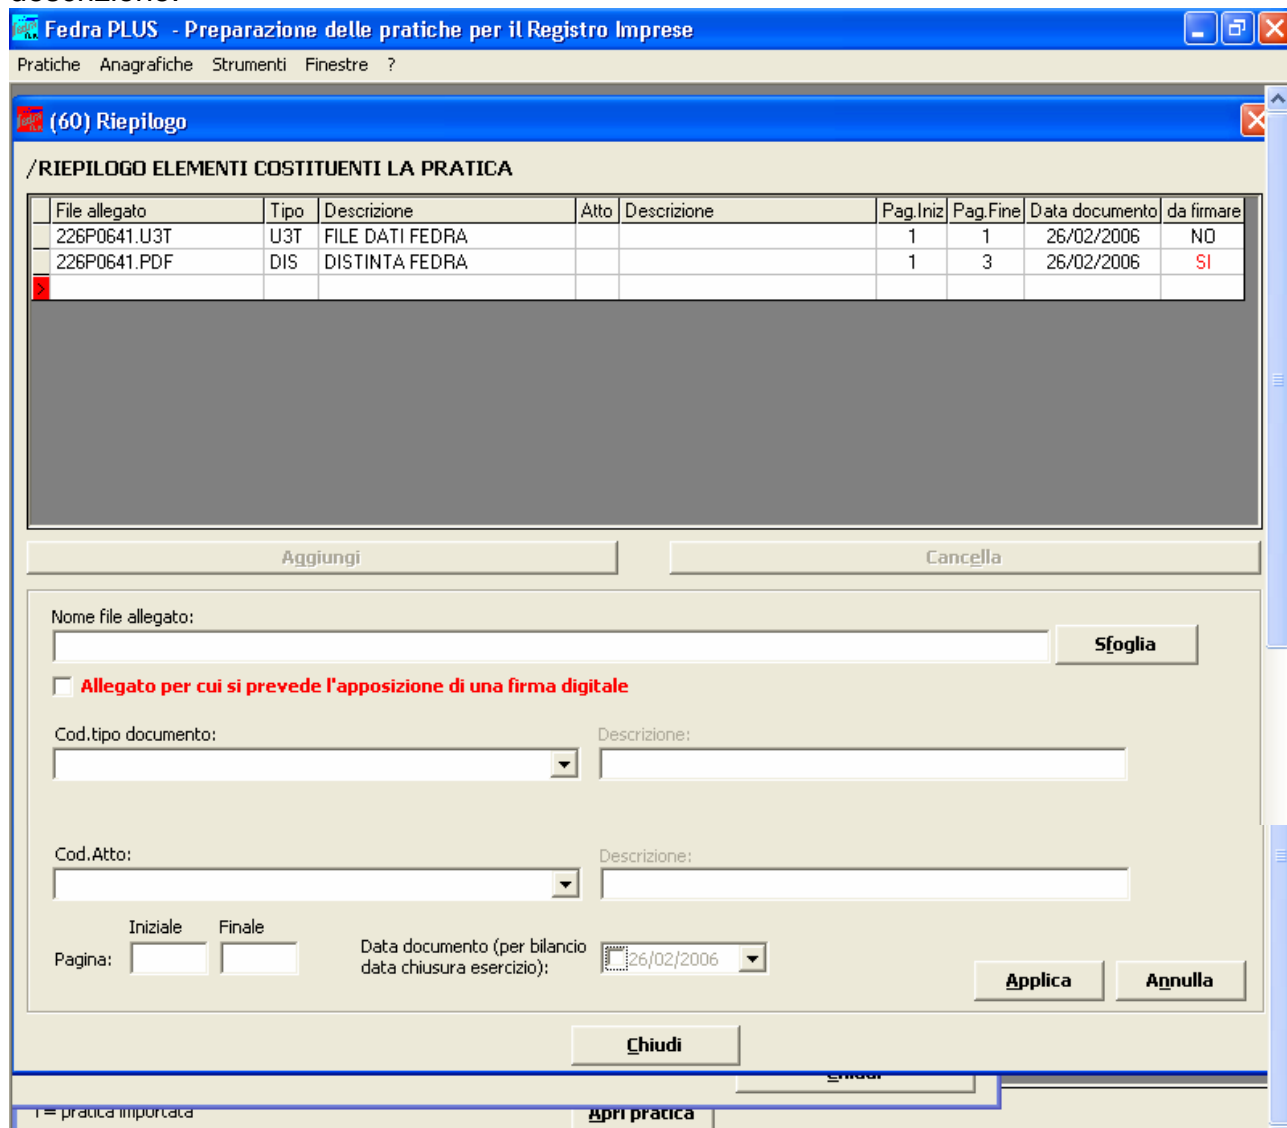 descrizione.
Fedra PLUS - Preparazione delle pratiche per il Registro Imprese
Pratiche Anagrafiche Strumenti Finestre ?
(60) Riepilogo
/RIEPILOGO ELEMENTI COSTITUENTI LA PRATICA
File allegato Tipo Descrizione Atto Descrizione Pag.Iniz Pag.Fine Data documento da firmare
226P0641.U3T U3T FILE DATI FEDRA 1 1 26/02/2006 NO
226P0641.PDF DIS DISTINTA FEDRA 1 3 26/02/2006 SI
>
Aggiungi Cancella
Nome file allegato:
Sfoglia
Allegato per cui si prevede l'apposizione di una firma digitale
Cod.tipo documento: Descrizione:
Cod.Atto: Descrizione:
Iniziale Finale
Pagina: Data documento (per bilancio
data chiusura esercizio): 26/02/2006
Applica Annulla
Chiudi
Chiudi
I = pratica importata Apri pratica